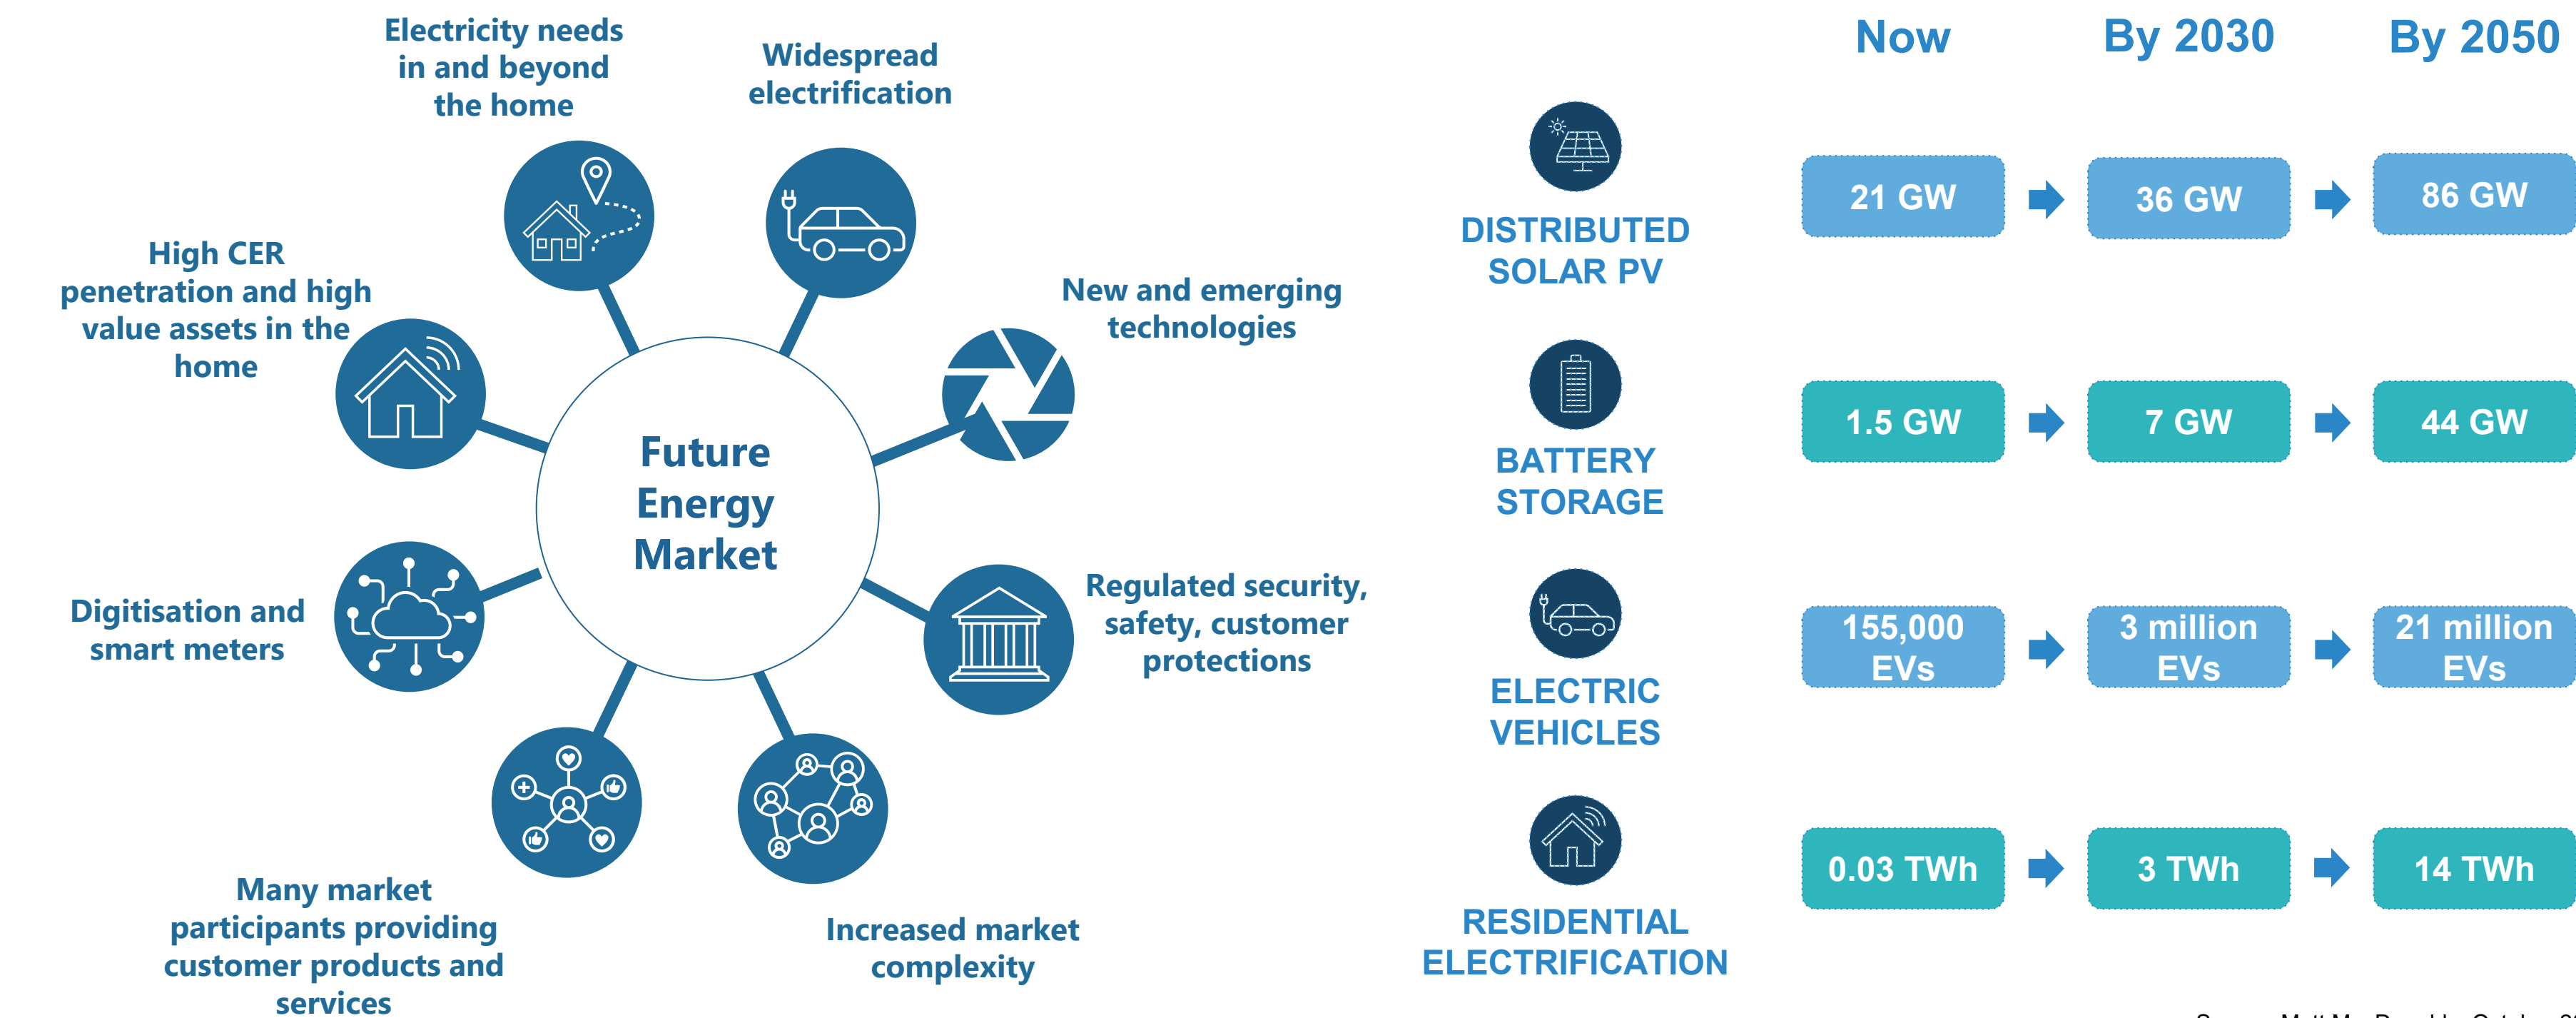 Electricity needs
in and beyond
the home
Widespread
electrification
High CER
penetration and high
value assets in the
home
New and emerging
technologies
Future
Energy
Market
Digitisation and
smart meters
Regulated security,
safety, customer
protections
Many market
participants providing
customer products and
services
Increased market
complexity
Now
By 2030
By 2050
DISTRIBUTED
SOLAR PV
21 GW
36 GW
86 GW
BATTERY
STORAGE
1.5 GW
7 GW
44 GW
ELECTRIC
VEHICLES
155,000
EVs
3 million
EVs
21 million
EVs
RESIDENTIAL
ELECTRIFICATION
0.03 TWh
3 TWh
14 TWh